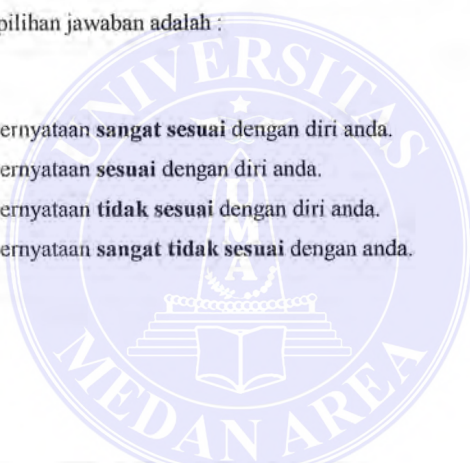 pilihan jawaban adalah :
ernyataan sangat sesuai dengan diri anda.
ernyataan sesuai dengan diri anda.
ernyataan tidak sesuai dengan diri anda.
ernyataan sangat tidak sesuai dengan anda.
UNIVERSITAS
UMA
MEDAN AREA